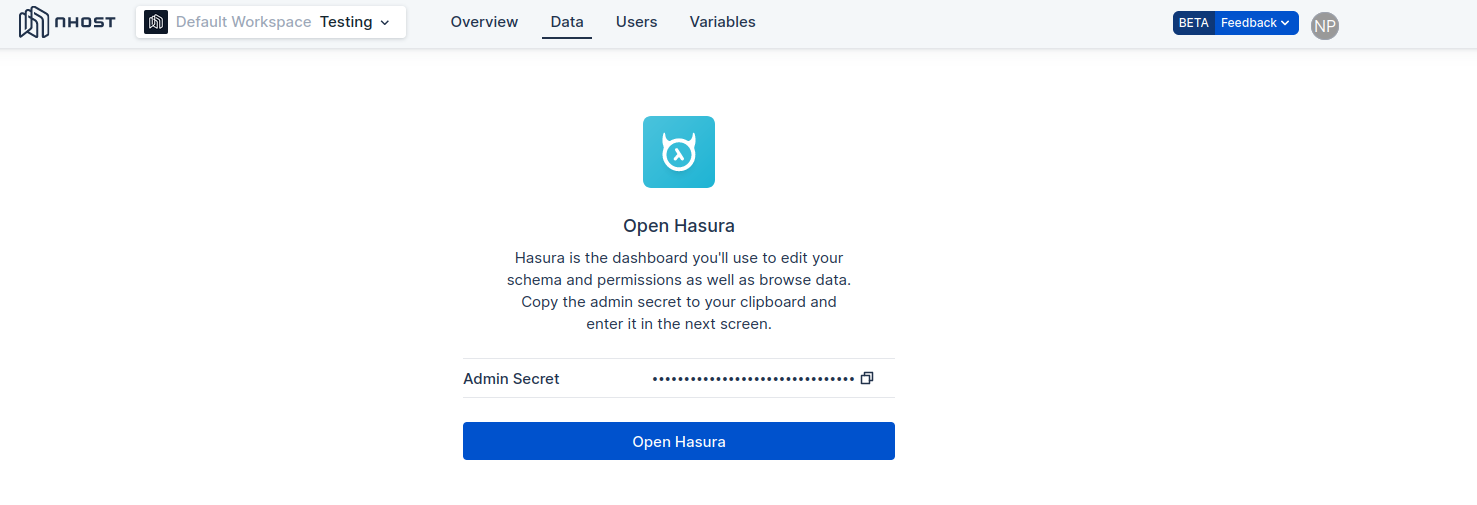 nHOST
Default Workspace Testing
Overview
Data
Users
Variables
BETA Feedback
NP
Open Hasura
Hasura is the dashboard you'll use to edit your
schema and permissions as well as browse data.
Copy the admin secret to your clipboard and
enter it in the next screen.
Admin Secret ••••••••••••••••••••••••••••••••
Open Hasura